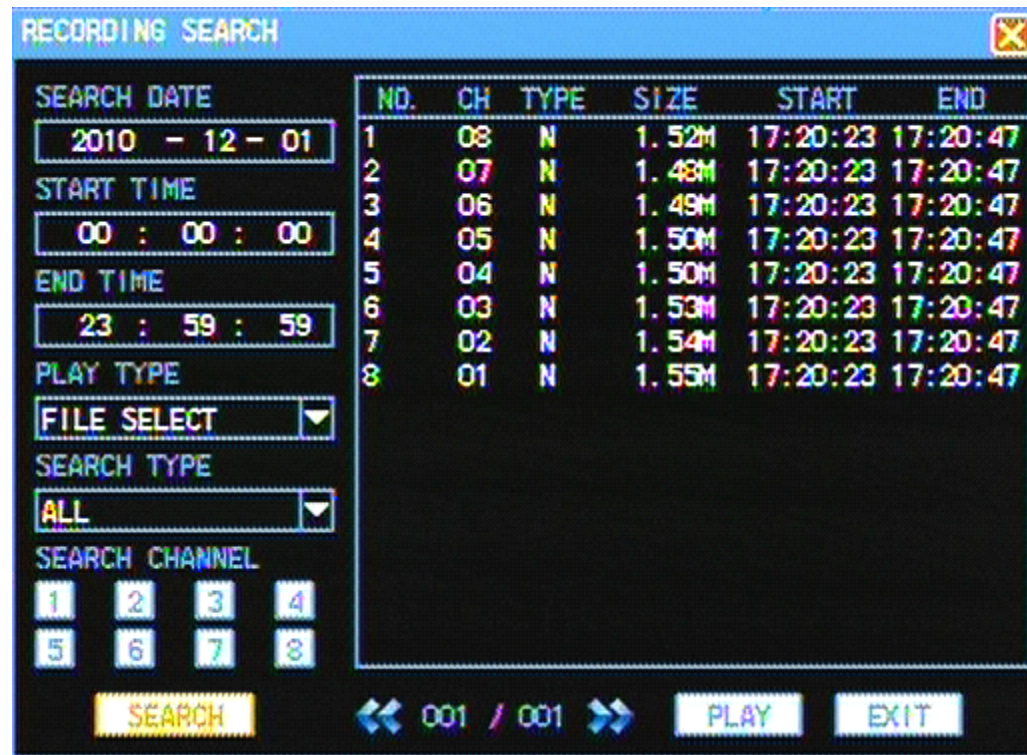 RECORDING SEARCH
SEARCH DATE
2010 - 12 - 01
START TIME
00 : 00 : 00
END TIME
23 : 59 : 59
PLAY TYPE
FILE SELECT
SEARCH TYPE
ALL
SEARCH CHANNEL
1 2 3 4
5 6 7 8
SEARCH
NO. CH TYPE SIZE START END
1 08 N 1.52M 17:20:23 17:20:47
2 07 N 1.48M 17:20:23 17:20:47
3 06 N 1.49M 17:20:23 17:20:47
4 05 N 1.50M 17:20:23 17:20:47
5 04 N 1.50M 17:20:23 17:20:47
6 03 N 1.53M 17:20:23 17:20:47
7 02 N 1.54M 17:20:23 17:20:47
8 01 N 1.55M 17:20:23 17:20:47
001 / 001 PLAY EXIT